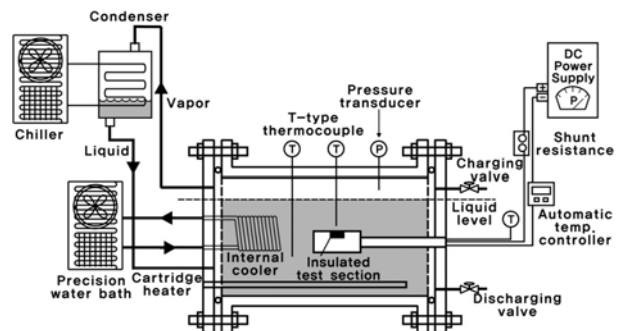 Condenser
Chiller
Vapor
Liquid
Pressure
transducer
T-type
thermocouple
T
T
P
DC
Power
Supply
P
+
−
Shunt
resistance
Charging
valve
Liquid
level
T
Automatic
temp.
controller
Internal
cooler
Insulated
test section
Precision
water bath
Cartridge
heater
Discharging
valve